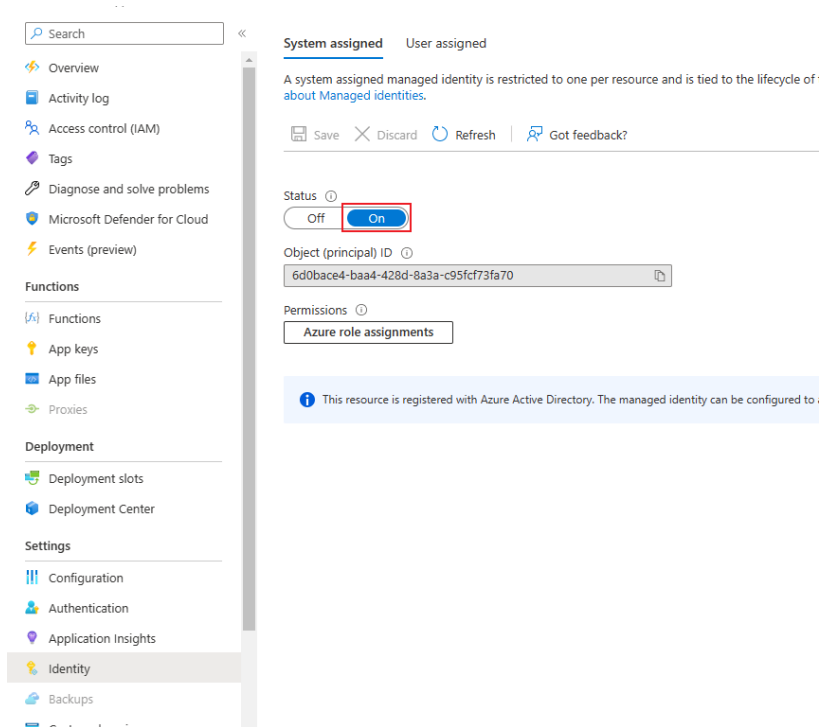 Search
Overview
Activity log
Access control (IAM)
Tags
Diagnose and solve problems
Microsoft Defender for Cloud
Events (preview)
Functions
Functions
App keys
App files
Proxies
Deployment
Deployment slots
Deployment Center
Settings
Configuration
Authentication
Application Insights
Identity
Backups
System assigned User assigned
A system assigned managed identity is restricted to one per resource and is tied to the lifecycle of
about Managed identities.
Save Discard Refresh Got feedback?
Status
Off On
Object (principal) ID
6d0bace4-baa4-428d-8a3a-c95fcf73fa70
Permissions
Azure role assignments
This resource is registered with Azure Active Directory. The managed identity can be configured to